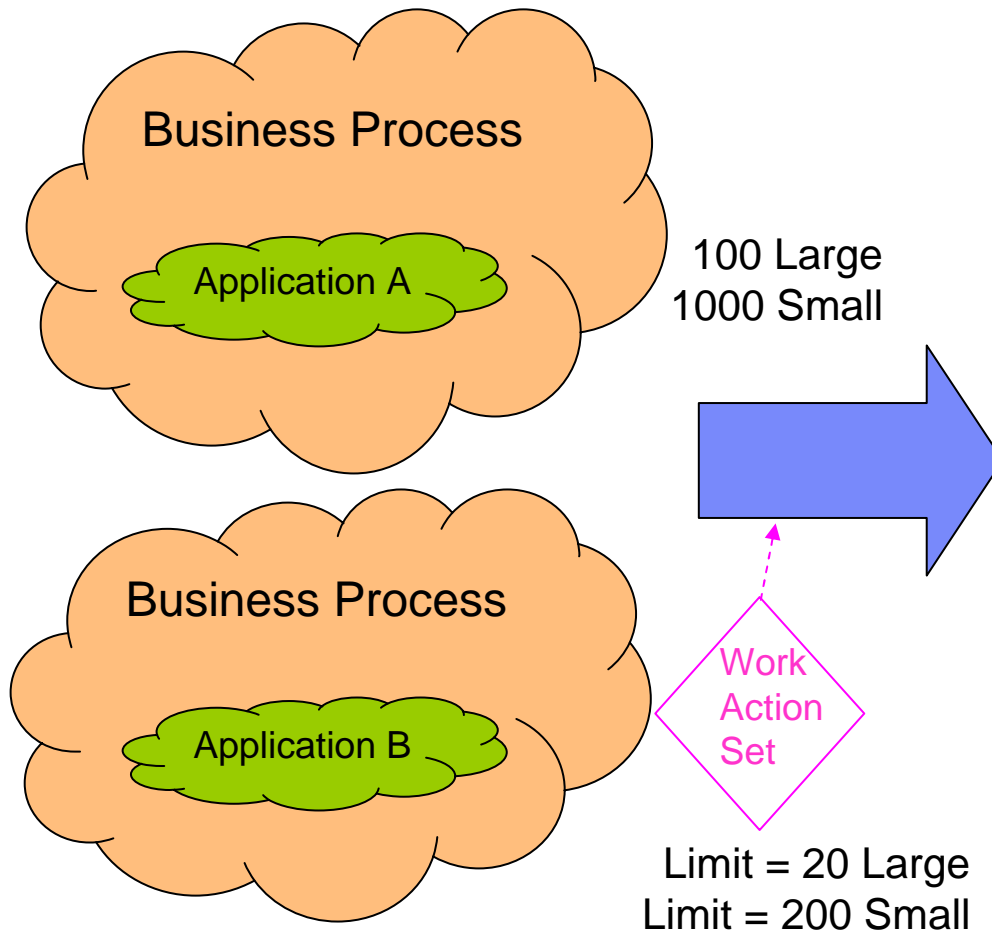 Business Process
Application A
100 Large
1000 Small
Business Process
Application B
Work
Action
Set
Limit = 20 Large
Limit = 200 Small